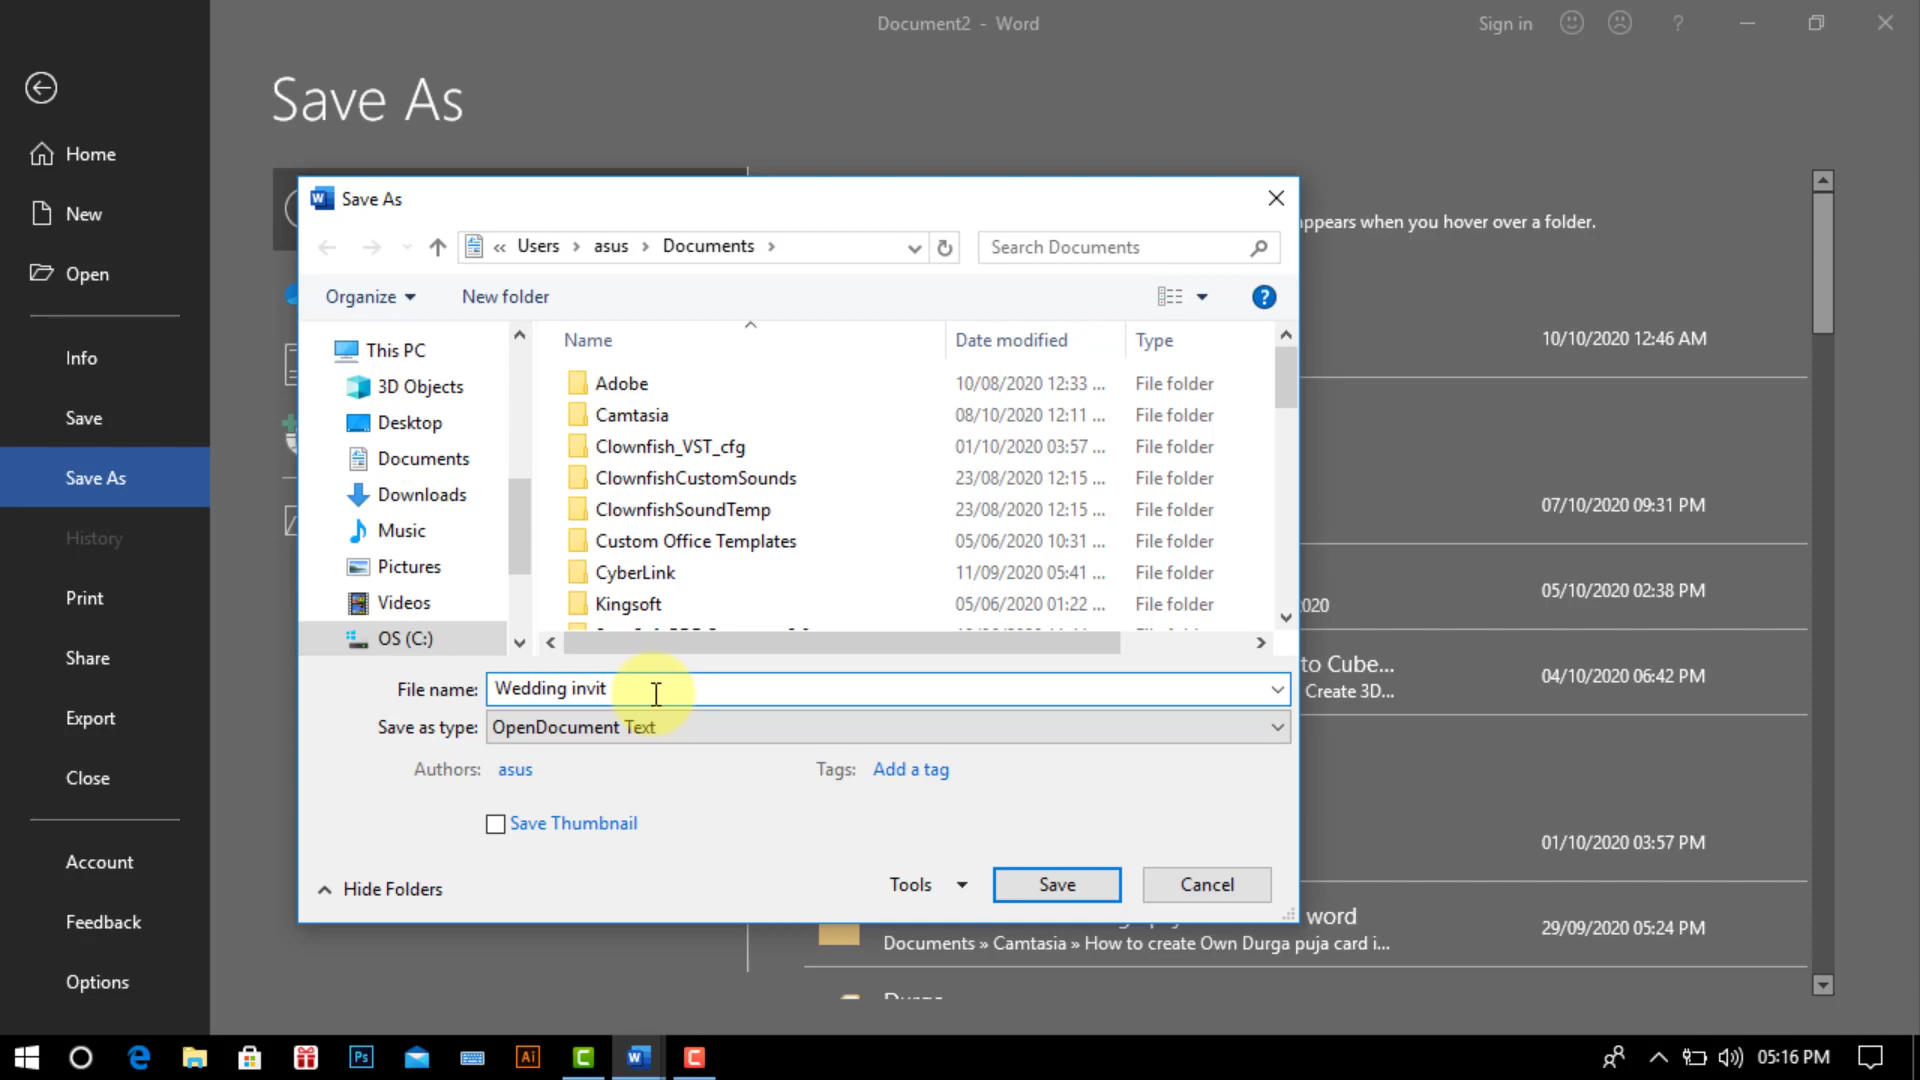 Document2 - Word
Sign in
?
Save As
Home
New
Open
Info
Save
Save As
History
Print
Share
Export
Close
Account
Feedback
Options
ppears when you hover over a folder.
10/10/2020 12:46 AM
07/10/2020 09:31 PM
020
05/10/2020 02:38 PM
to Cube...
Create 3D...
04/10/2020 06:42 PM
01/10/2020 03:57 PM
word
Documents » Camtasia » How to create Own Durga puja card i...
29/09/2020 05:24 PM
Save As
« Users › asus › Documents ›
Search Documents
Organize
New folder
?
This PC
3D Objects
Desktop
Documents
Downloads
Music
Pictures
Videos
OS (C:)
Name Date modified Type
Adobe 10/08/2020 12:33 ... File folder
Camtasia 08/10/2020 12:11 ... File folder
Clownfish_VST_cfg 01/10/2020 03:57 ... File folder
ClownfishCustomSounds 23/08/2020 12:15 ... File folder
ClownfishSoundTemp 23/08/2020 12:15 ... File folder
Custom Office Templates 05/06/2020 10:31 ... File folder
CyberLink 11/09/2020 05:41 ... File folder
Kingsoft 05/06/2020 01:22 ... File folder
File name: Wedding invit
Save as type: OpenDocument Text
Authors: asus
Tags: Add a tag
Save Thumbnail
Hide Folders
Tools
Save
Cancel
Ps
Ai
C
W
C
05:16 PM